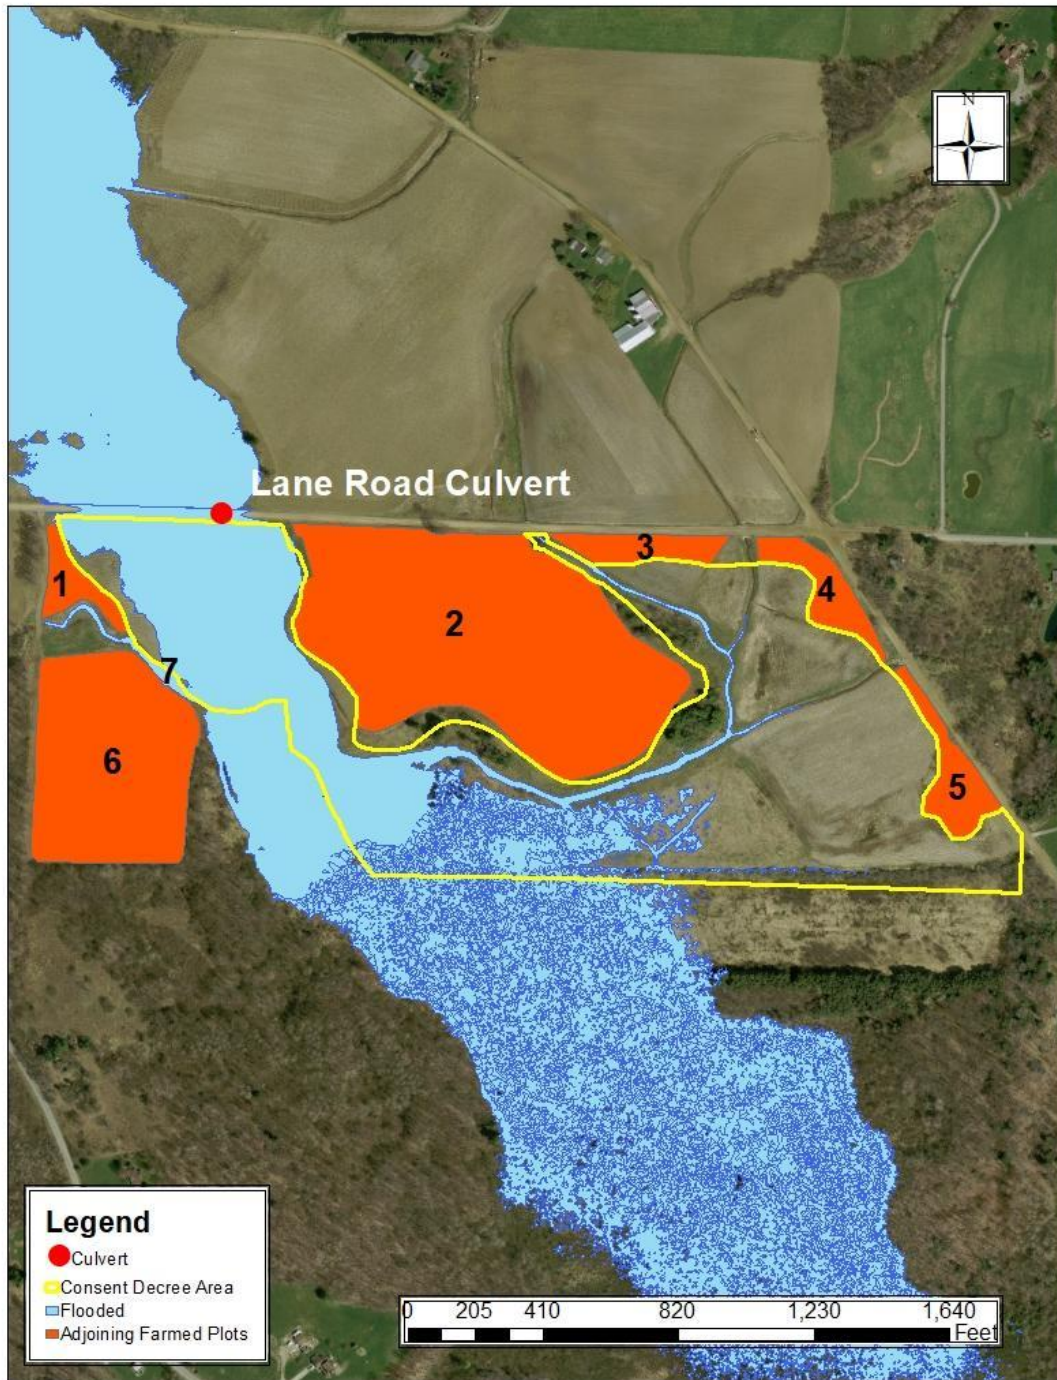 N
Lane Road Culvert
1
2
3
4
5
6
7
Legend
Culvert
Consent Decree Area
Flooded
Adjoining Farmed Plots
0 205 410 820 1,230 1,640
Feet